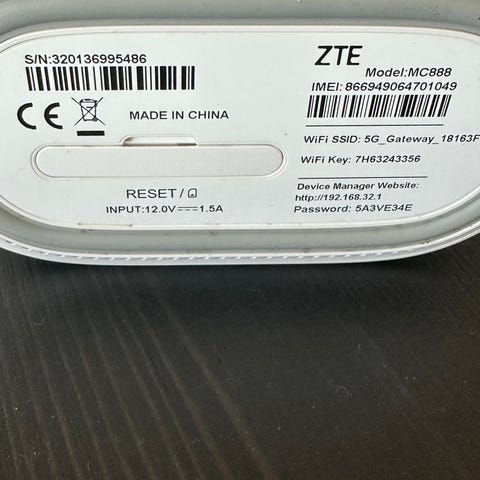 S/N:320136995486
MADE IN CHINA
RESET/
INPUT:12.0V⎓1.5A
ZTE
Model:MC888
IMEI: 866949064701049
WiFi SSID: 5G_Gateway_18163F
WiFi Key: 7H63243356
Device Manager Website:
http://192.168.32.1
Password: 5A3VE34E